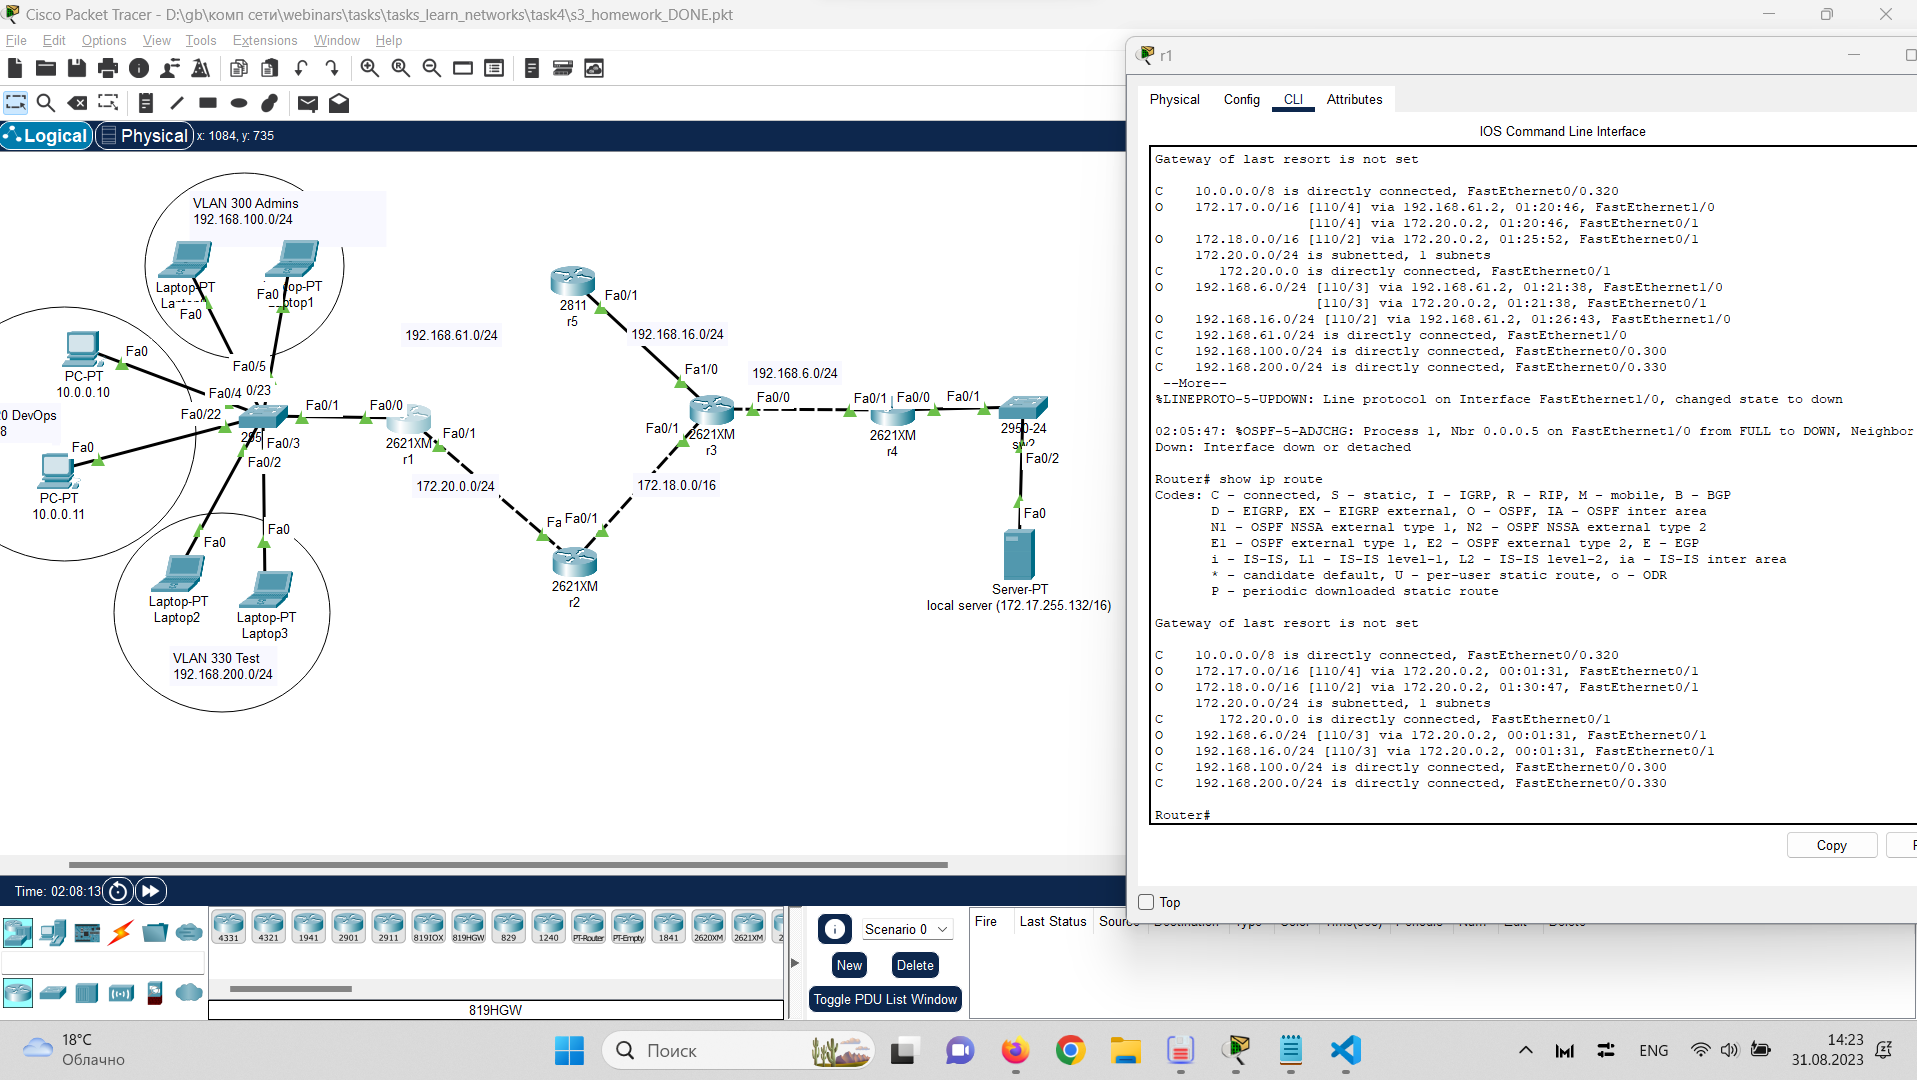 Cisco Packet Tracer - D:\gb\комп сети\webinars\tasks\tasks_learn_networks\task4\s3_homework_DONE.pkt
File Edit Options View Tools Extensions Window Help
Logical Physical x: 1084, y: 735
VLAN 300 Admins
192.168.100.0/24
Laptop-PT
Fa0
Fa0
PC-PT
10.0.0.10
Fa0
Fa0/5
Fa0/4
0/23
Fa0/22
DevOps
8
Fa0
PC-PT
10.0.0.11
Fa0/3
Fa0/2
Fa0/1
Fa0/0
2621XM
r1
Fa0/1
Fa0
Fa0
Laptop-PT
Laptop2
Laptop-PT
Laptop3
VLAN 330 Test
192.168.200.0/24
192.168.61.0/24
172.20.0.0/24
2811
r5
Fa0/1
192.168.16.0/24
Fa1/0
Fa0/1
2621XM
r3
Fa0/0
192.168.6.0/24
172.18.0.0/16
Fa
Fa0/1
2621XM
r2
Fa0/1
Fa0/0
2621XM
r4
Fa0/1
2950-24
Fa0/2
Fa0
Server-PT
local server (172.17.255.132/16)
r1
Physical Config CLI Attributes
IOS Command Line Interface
Gateway of last resort is not set
C 10.0.0.0/8 is directly connected, FastEthernet0/0.320
O 172.17.0.0/16 [110/4] via 192.168.61.2, 01:20:46, FastEthernet1/0
[110/4] via 172.20.0.2, 01:20:46, FastEthernet0/1
O 172.18.0.0/16 [110/2] via 172.20.0.2, 01:25:52, FastEthernet0/1
172.20.0.0/24 is subnetted, 1 subnets
C 172.20.0.0 is directly connected, FastEthernet0/1
O 192.168.6.0/24 [110/3] via 192.168.61.2, 01:21:38, FastEthernet1/0
[110/3] via 172.20.0.2, 01:21:38, FastEthernet0/1
O 192.168.16.0/24 [110/2] via 192.168.61.2, 01:26:43, FastEthernet1/0
C 192.168.61.0/24 is directly connected, FastEthernet1/0
C 192.168.100.0/24 is directly connected, FastEthernet0/0.300
C 192.168.200.0/24 is directly connected, FastEthernet0/0.330
--More--
%LINEPROTO-5-UPDOWN: Line protocol on Interface FastEthernet1/0, changed state to down
02:05:47: %OSPF-5-ADJCHG: Process 1, Nbr 0.0.0.5 on FastEthernet1/0 from FULL to DOWN, Neighbor
Down: Interface down or detached
Router# show ip route
Codes: C - connected, S - static, I - IGRP, R - RIP, M - mobile, B - BGP
D - EIGRP, EX - EIGRP external, O - OSPF, IA - OSPF inter area
N1 - OSPF NSSA external type 1, N2 - OSPF NSSA external type 2
E1 - OSPF external type 1, E2 - OSPF external type 2, E - EGP
i - IS-IS, L1 - IS-IS level-1, L2 - IS-IS level-2, ia - IS-IS inter area
* - candidate default, U - per-user static route, o - ODR
P - periodic downloaded static route
Gateway of last resort is not set
C 10.0.0.0/8 is directly connected, FastEthernet0/0.320
O 172.17.0.0/16 [110/4] via 172.20.0.2, 00:01:31, FastEthernet0/1
O 172.18.0.0/16 [110/2] via 172.20.0.2, 01:30:47, FastEthernet0/1
172.20.0.0/24 is subnetted, 1 subnets
C 172.20.0.0 is directly connected, FastEthernet0/1
O 192.168.6.0/24 [110/3] via 172.20.0.2, 00:01:31, FastEthernet0/1
O 192.168.16.0/24 [110/3] via 172.20.0.2, 00:01:31, FastEthernet0/1
C 192.168.100.0/24 is directly connected, FastEthernet0/0.300
C 192.168.200.0/24 is directly connected, FastEthernet0/0.330
Router#
Copy
Top
Time: 02:08:13
4331 4321 1941 2901 2911 819IOX 819HGW 829 1240 PT-Router PT-Empty 1841 2620XM 2621XM 2
819HGW
Scenario 0
New Delete
Toggle PDU List Window
Fire Last Status
18°C
Облачно
Поиск
ENG
14:23
31.08.2023